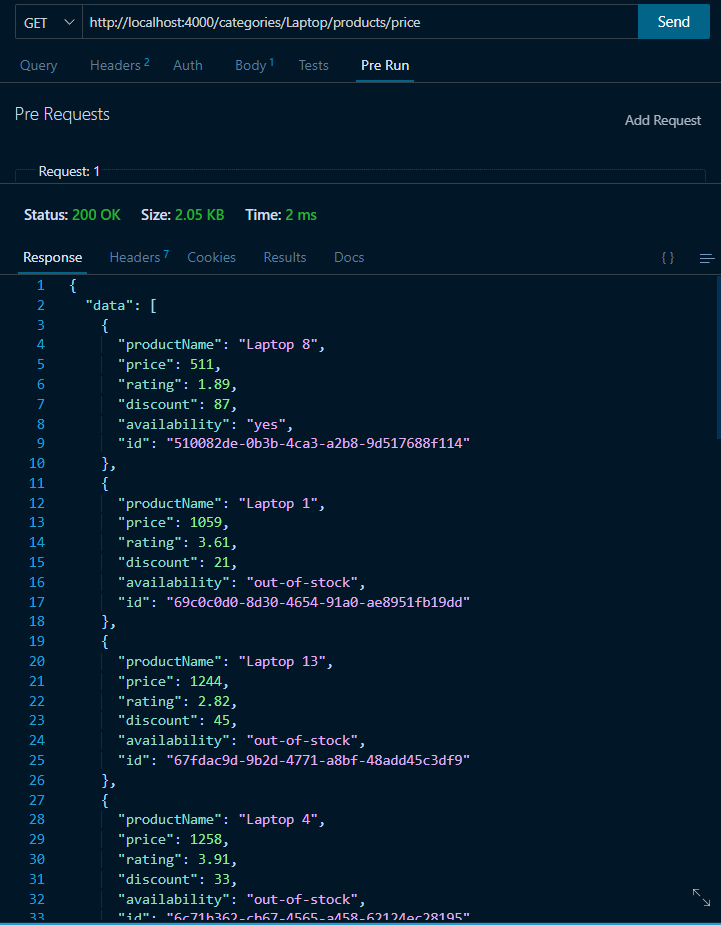 GET http://localhost:4000/categories/Laptop/products/price Send
Query Headers 2 Auth Body 1 Tests Pre Run
Pre Requests
Add Request
Request: 1
Status: 200 OK Size: 2.05 KB Time: 2 ms
Response Headers 7 Cookies Results Docs { }
1 {
2 "data": [
3 {
4 "productName": "Laptop 8",
5 "price": 511,
6 "rating": 1.89,
7 "discount": 87,
8 "availability": "yes",
9 "id": "510082de-0b3b-4ca3-a2b8-9d517688f114"
10 },
11 {
12 "productName": "Laptop 1",
13 "price": 1059,
14 "rating": 3.61,
15 "discount": 21,
16 "availability": "out-of-stock",
17 "id": "69c0c0d0-8d30-4654-91a0-ae8951fb19dd"
18 },
19 {
20 "productName": "Laptop 13",
21 "price": 1244,
22 "rating": 2.82,
23 "discount": 45,
24 "availability": "out-of-stock",
25 "id": "67fdac9d-9b2d-4771-a8bf-48add45c3df9"
26 },
27 {
28 "productName": "Laptop 4",
29 "price": 1258,
30 "rating": 3.91,
31 "discount": 33,
32 "availability": "out-of-stock",
33 "id": "6c71b362-cb67-4565-a458-62124ec28195"